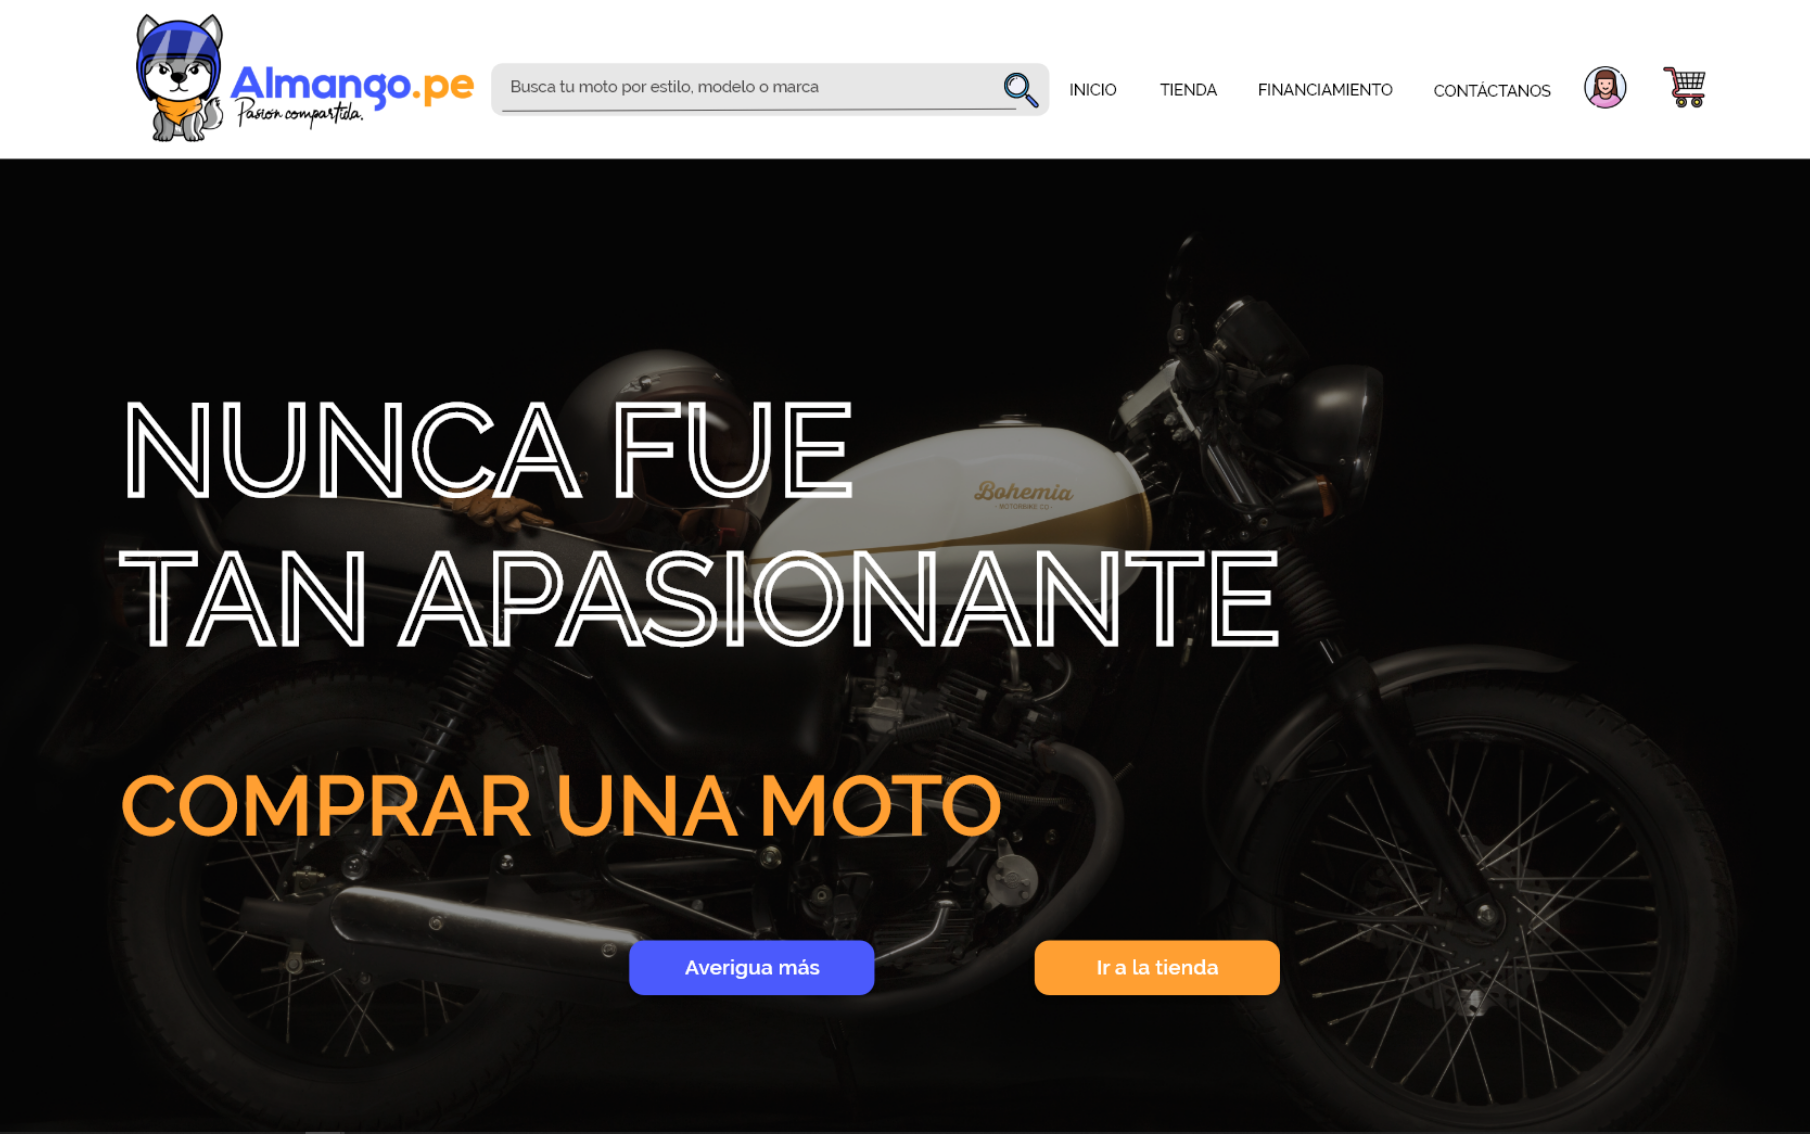 Almango.pe
Pasión compartida.
Busca tu moto por estilo, modelo o marca
INICIO
TIENDA
FINANCIAMIENTO
CONTÁCTANOS
NUNCA FUE
Bohemia
MOTORBIKE CO
TAN APASIONANTE
COMPRAR UNA MOTO
Averigua más
Ir a la tienda